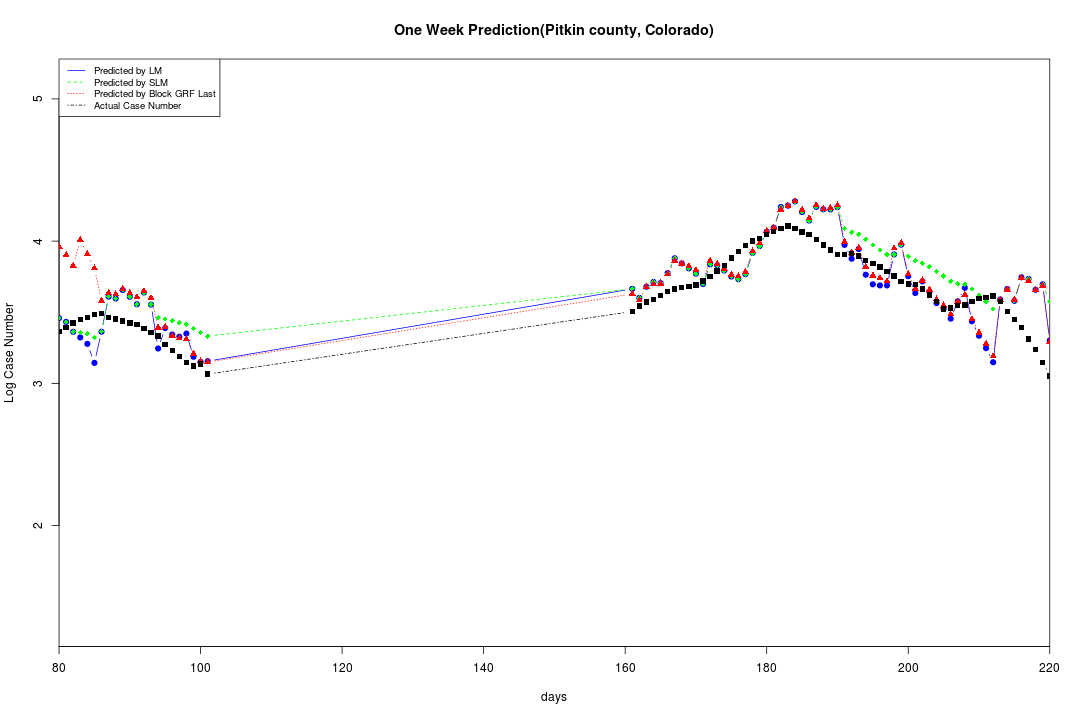 One Week Prediction(Pitkin county, Colorado)
Predicted by LM
Predicted by SLM
Predicted by Block GRF Last
Actual Case Number
5
4
3
2
Log Case Number
80 100 120 140 160 180 200 220
days